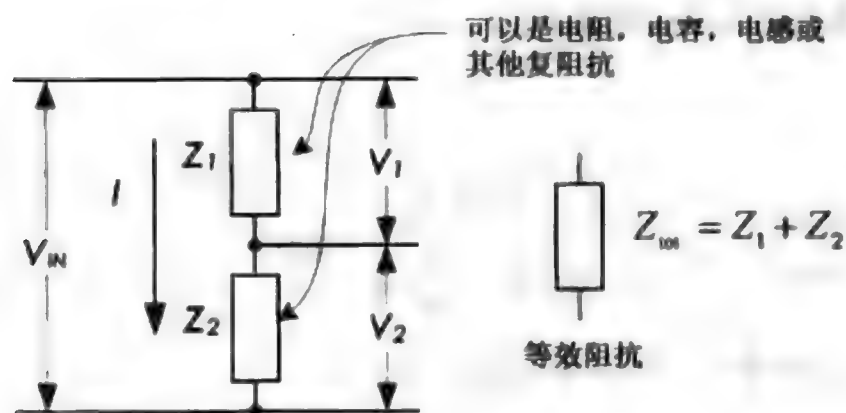 可以是电阻，电容，电感或
其他复阻抗
Z1
V1
I
VIN
Z2
V2
Ztot = Z1 + Z2
等效阻抗